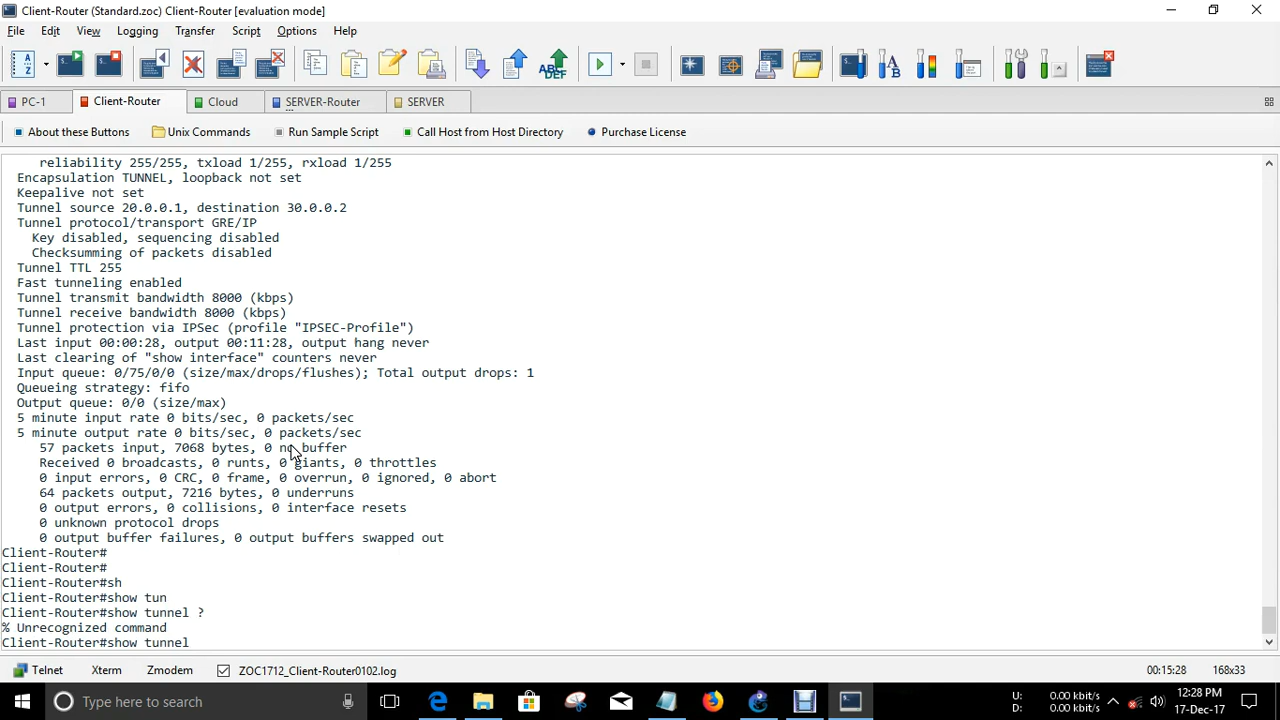 Client-Router (Standard.zoc) Client-Router [evaluation mode]
File Edit View Logging Transfer Script Options Help
PC-1 Client-Router Cloud SERVER-Router SERVER
About these Buttons Unix Commands Run Sample Script Call Host from Host Directory Purchase License
reliability 255/255, txload 1/255, rxload 1/255
Encapsulation TUNNEL, loopback not set
Keepalive not set
Tunnel source 20.0.0.1, destination 30.0.0.2
Tunnel protocol/transport GRE/IP
Key disabled, sequencing disabled
Checksumming of packets disabled
Tunnel TTL 255
Fast tunneling enabled
Tunnel transmit bandwidth 8000 (kbps)
Tunnel receive bandwidth 8000 (kbps)
Tunnel protection via IPSec (profile "IPSEC-Profile")
Last input 00:00:28, output 00:11:28, output hang never
Last clearing of "show interface" counters never
Input queue: 0/75/0/0 (size/max/drops/flushes); Total output drops: 1
Queueing strategy: fifo
Output queue: 0/0 (size/max)
5 minute input rate 0 bits/sec, 0 packets/sec
5 minute output rate 0 bits/sec, 0 packets/sec
57 packets input, 7068 bytes, 0 no buffer
Received 0 broadcasts, 0 runts, 0 giants, 0 throttles
0 input errors, 0 CRC, 0 frame, 0 overrun, 0 ignored, 0 abort
64 packets output, 7216 bytes, 0 underruns
0 output errors, 0 collisions, 0 interface resets
0 unknown protocol drops
0 output buffer failures, 0 output buffers swapped out
Client-Router#
Client-Router#
Client-Router#sh
Client-Router#show tun
Client-Router#show tunnel ?
% Unrecognized command
Client-Router#show tunnel
Telnet Xterm Zmodem ZOC1712_Client-Router0102.log 00:15:28 168x33
Type here to search
U: 0.00 kbit/s
D: 0.00 kbit/s
12:28 PM
17-Dec-17